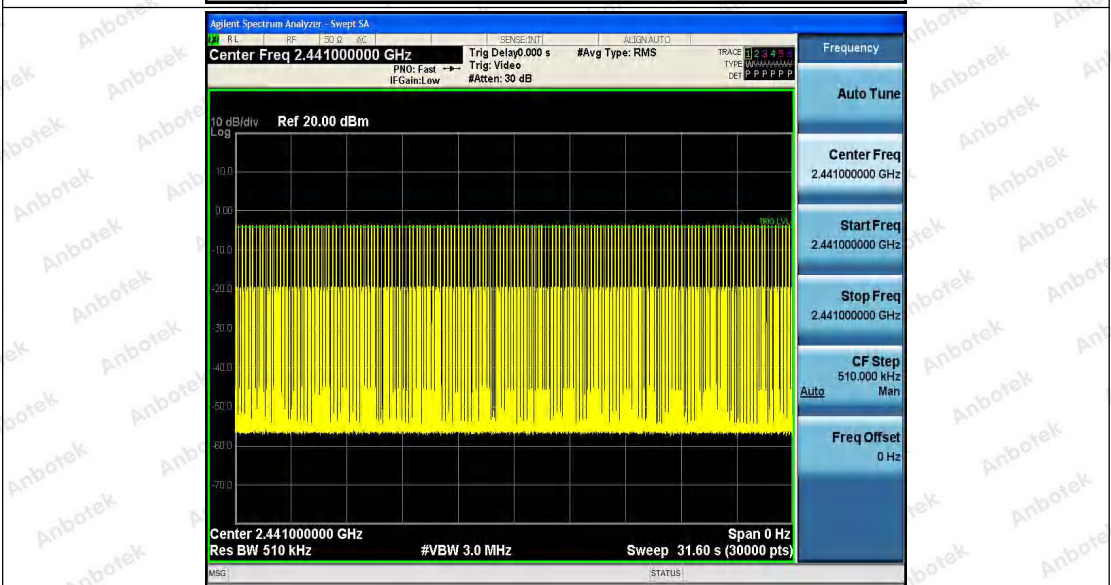 Agilent Spectrum Analyzer - Swept SA
RL RF 50 Ω AC SENSE:INT ALIGN AUTO
Center Freq 2.441000000 GHz
PNO: Fast
IFGain:Low
Trig Delay0.000 s
Trig: Video
#Atten: 30 dB
#Avg Type: RMS
TRACE 1 2 3 4 5 6
TYPE
DET P P P P P P
10 dB/div Ref 20.00 dBm
Log
10.0
0.00
-10.0
-20.0
-30.0
-40.0
-50.0
-60.0
-70.0
TRIG LVL
Center 2.441000000 GHz
Span 0 Hz
Res BW 510 kHz
#VBW 3.0 MHz
Sweep 31.60 s (30000 pts)
MSG
STATUS
Frequency
Auto Tune
Center Freq
2.441000000 GHz
Start Freq
2.441000000 GHz
Stop Freq
2.441000000 GHz
CF Step
510.000 kHz
Auto Man
Freq Offset
0 Hz
Anbotek